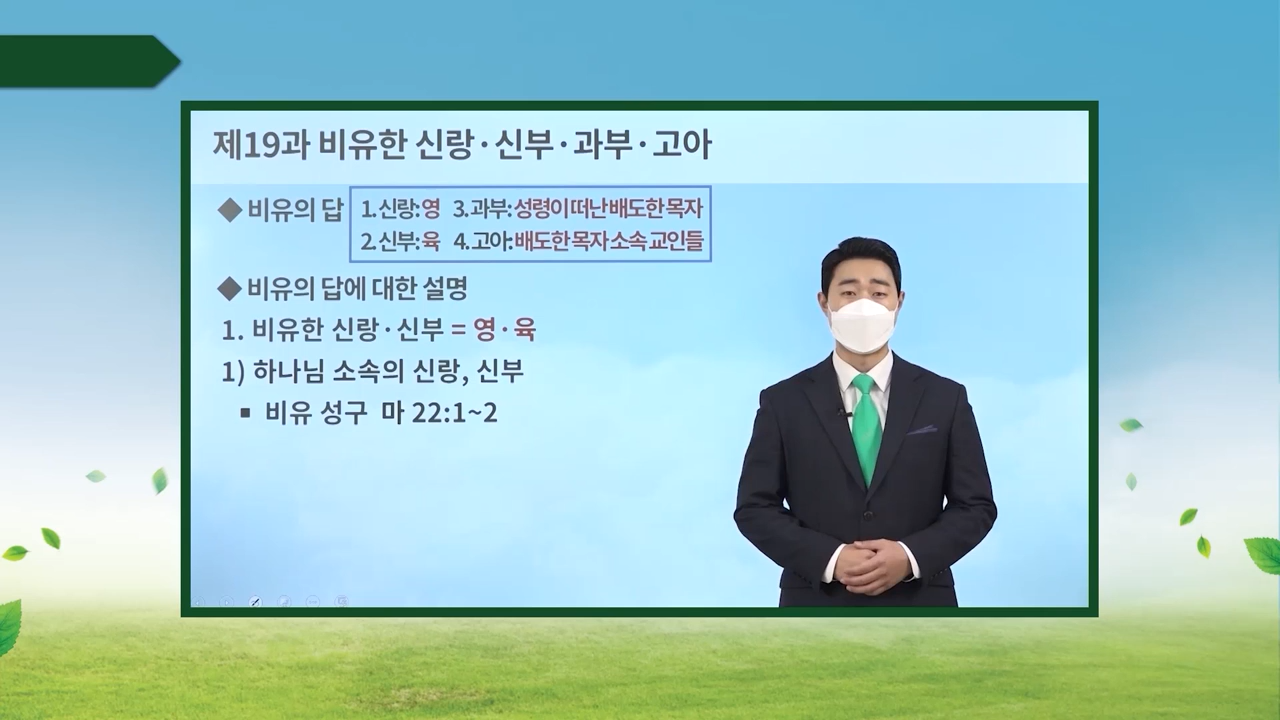 제19과 비유한 신랑·신부·과부·고아
◆ 비유의 답 1.신랑:영 3.과부:성령이 떠난 배도한 목자
2.신부:육 4.고아:배도한 목자 소속 교인들
◆ 비유의 답에 대한 설명
1. 비유한 신랑·신부 = 영·육
1) 하나님 소속의 신랑, 신부
▪ 비유 성구 마 22:1~2